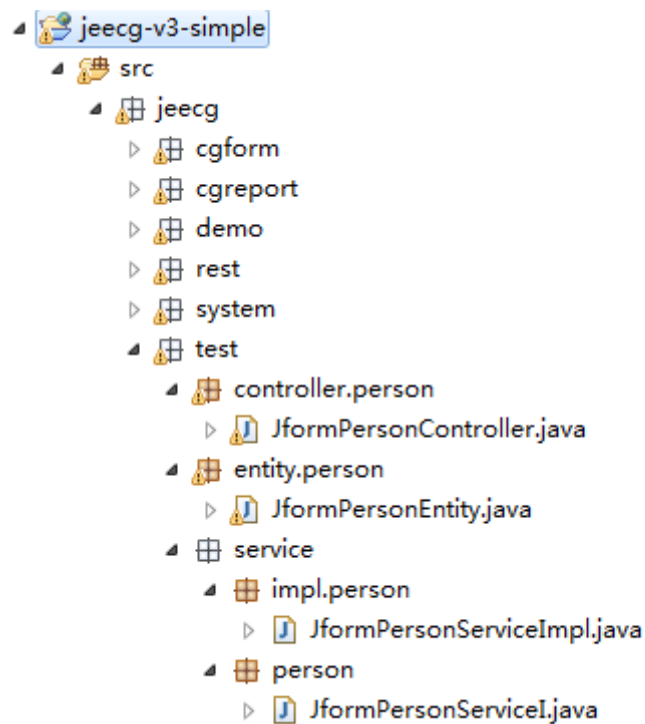 jeecg-v3-simple
src
jeecg
cgform
cgreport
demo
rest
system
test
controller.person
JformPersonController.java
entity.person
JformPersonEntity.java
service
impl.person
JformPersonServiceImpl.java
person
JformPersonServiceI.java